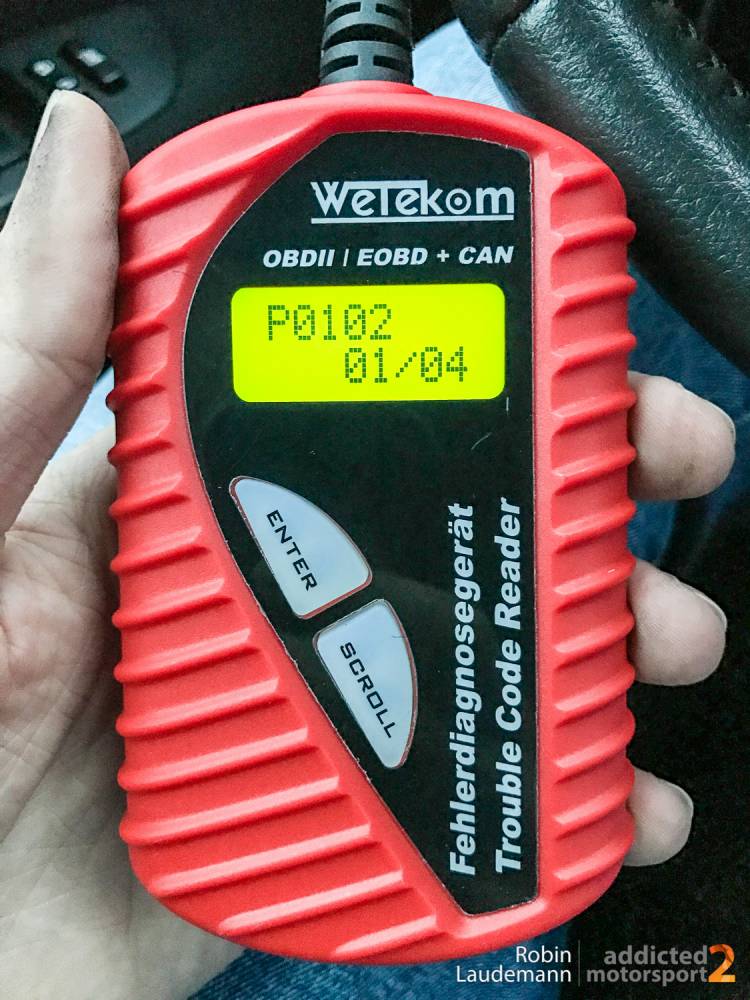 WeTekom
OBDII | EOBD + CAN
P0102
01/04
ENTER
SCROLL
Fehlerdiagnosegerät
Trouble Code Reader
Robin
Laudemann
addicted
motorsport2